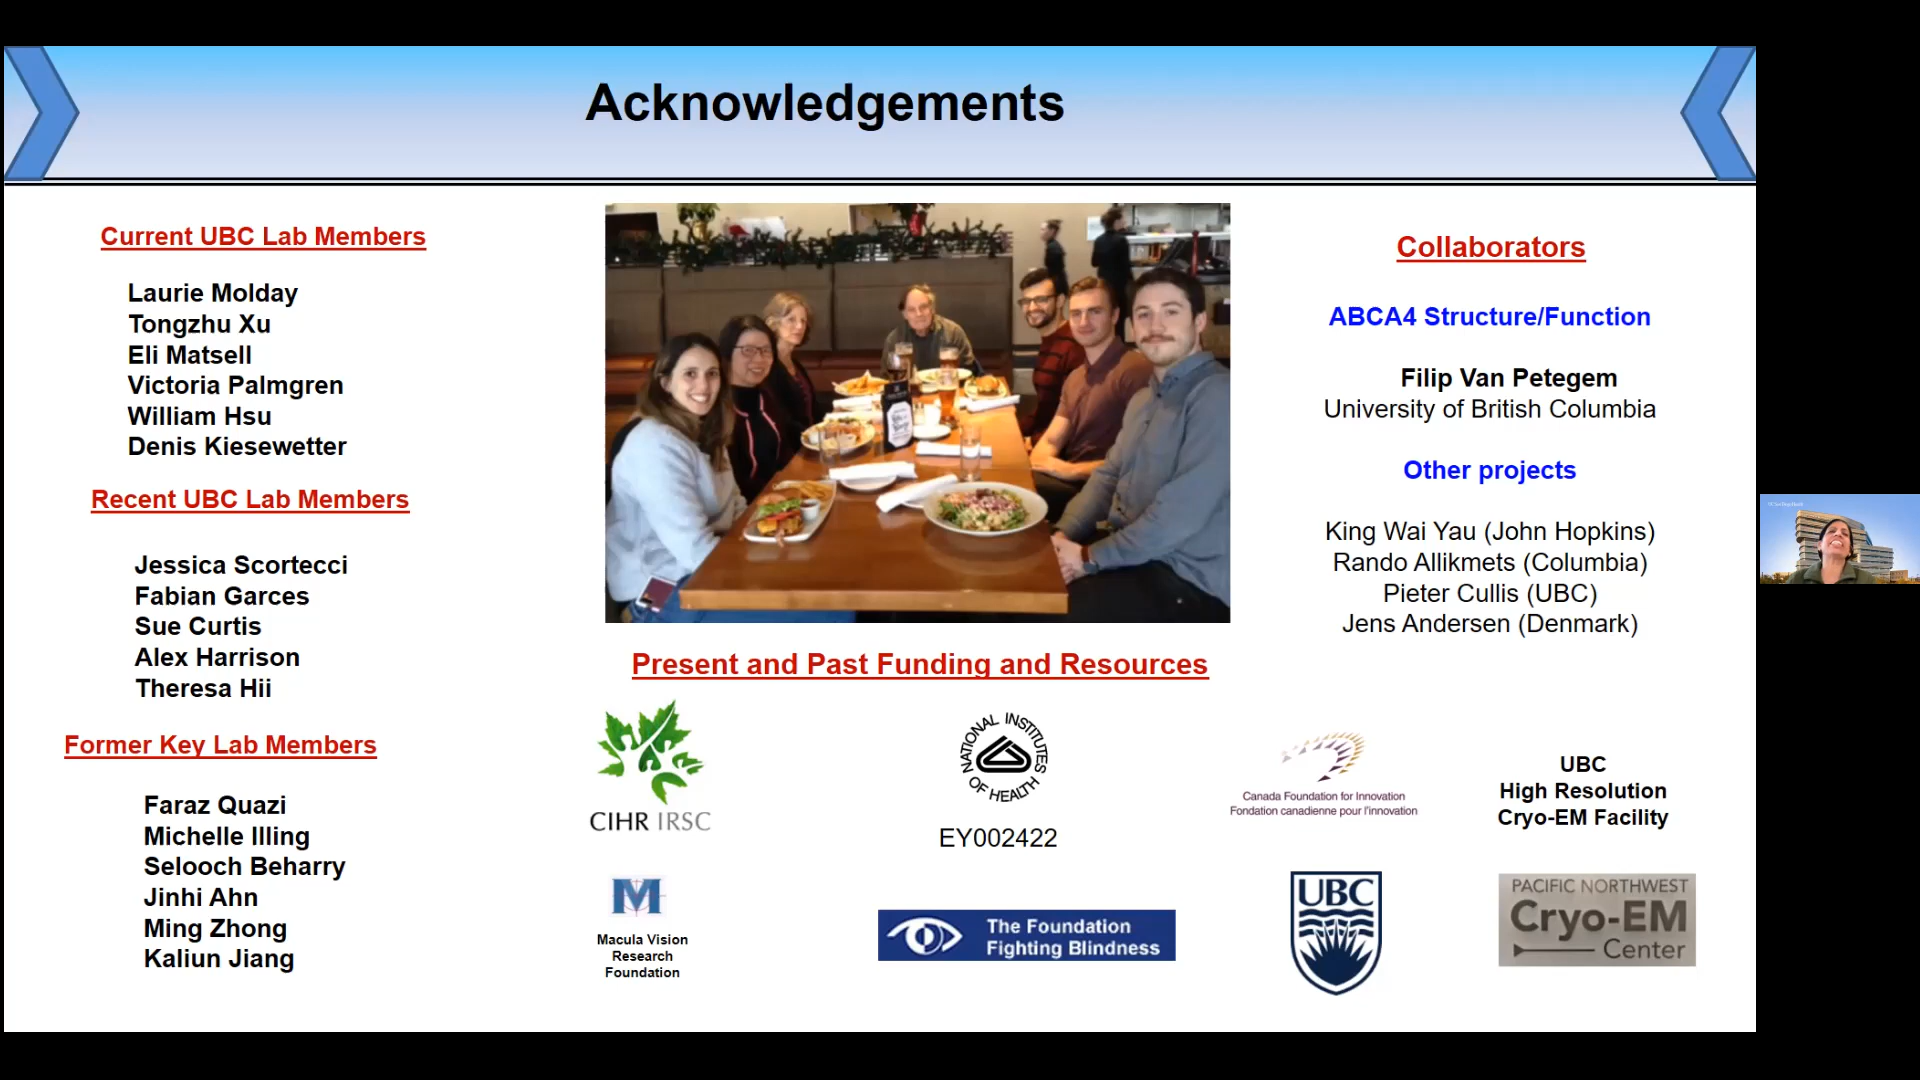 Acknowledgements
Current UBC Lab Members
Laurie Molday
Tongzhu Xu
Eli Matsell
Victoria Palmgren
William Hsu
Denis Kiesewetter
Recent UBC Lab Members
Jessica Scortecci
Fabian Garces
Sue Curtis
Alex Harrison
Theresa Hii
Former Key Lab Members
Faraz Quazi
Michelle Illing
Selooch Beharry
Jinhi Ahn
Ming Zhong
Kaliun Jiang
Present and Past Funding and Resources
CIHR IRSC
NATIONAL INSTITUTES OF HEALTH
EY002422
Canada Foundation for Innovation
Fondation canadienne pour l'innovation
UBC
High Resolution
Cryo-EM Facility
M
Macula Vision
Research
Foundation
The Foundation
Fighting Blindness
UBC
PACIFIC NORTHWEST
Cryo-EM
Center
Collaborators
ABCA4 Structure/Function
Filip Van Petegem
University of British Columbia
Other projects
King Wai Yau (John Hopkins)
Rando Allikmets (Columbia)
Pieter Cullis (UBC)
Jens Andersen (Denmark)